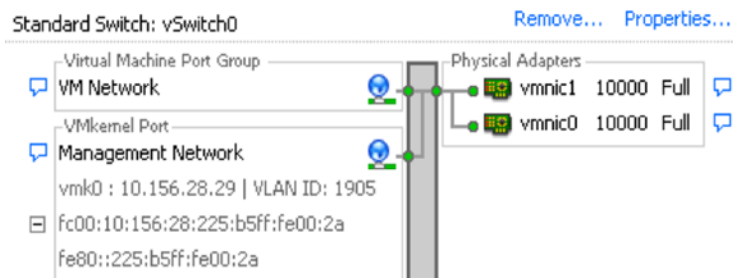 Standard Switch: vSwitch0 Remove... Properties...
Virtual Machine Port Group
VM Network
Physical Adapters
vmnic1 10000 Full
vmnic0 10000 Full
VMkernel Port
Management Network
vmk0 : 10.156.28.29 | VLAN ID: 1905
fc00:10:156:28:225:b5ff:fe00:2a
fe80::225:b5ff:fe00:2a